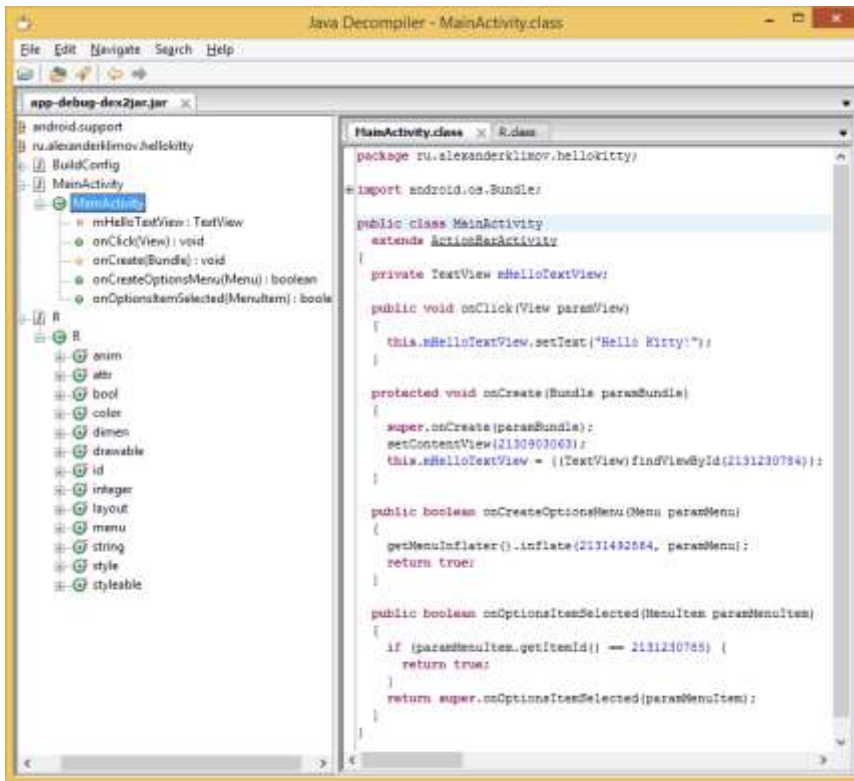 Java Decompiler - MainActivity.class
File Edit Navigate Search Help
app-debug-dex2jar.jar
android.support
ru.alexanderklimov.hellokitty
BuildConfig
MainActivity
MainActivity
mHelloTextView : TextView
onClick(View) : void
onCreate(Bundle) : void
onCreateOptionsMenu(Menu) : boolean
onOptionsItemSelected(MenuItem) : boole
R
R
anim
attr
bool
color
dimen
drawable
id
integer
layout
menu
string
style
styleable
MainActivity.class R.class
package ru.alexanderklimov.hellokitty;
import android.os.Bundle;
public class MainActivity
extends ActionBarActivity
{
private TextView mHelloTextView;
public void onClick(View paramView)
{
this.mHelloTextView.setText("Hello Kitty!");
}
protected void onCreate(Bundle paramBundle)
{
super.onCreate(paramBundle);
setContentView(2130903063);
this.mHelloTextView = ((TextView)findViewById(2131230784));
}
public boolean onCreateOptionsMenu(Menu paramMenu)
{
getMenuInflater().inflate(2131492864, paramMenu);
return true;
}
public boolean onOptionsItemSelected(MenuItem paramMenuItem)
{
if (paramMenuItem.getItemId() == 2131230785) {
return true;
}
return super.onOptionsItemSelected(paramMenuItem);
}
}